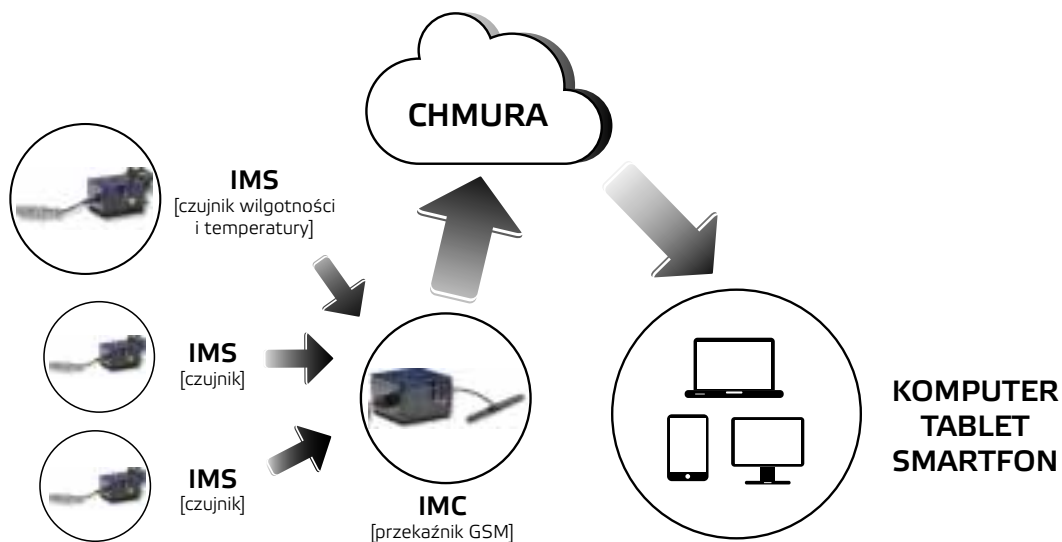 CHMURA
IMS
[czujnik wilgotności
i temperatury]
IMS
[czujnik]
IMS
[czujnik]
IMC
[przekaźnik GSM]
KOMPUTER
TABLET
SMARTFON